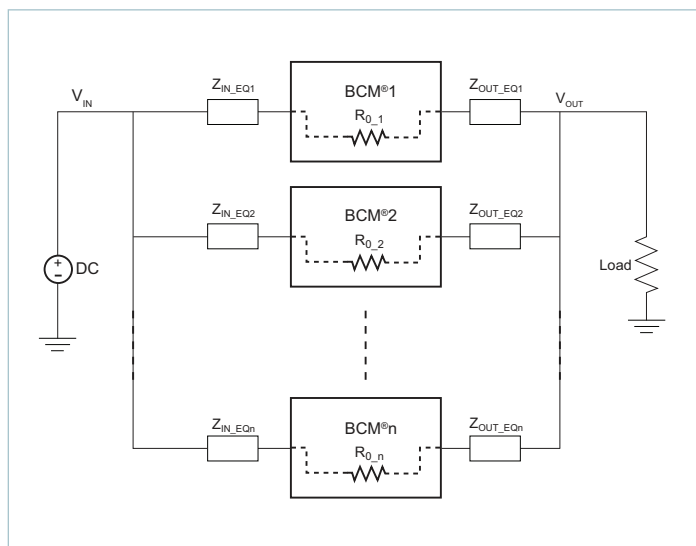 Z_IN_EQ1 BCM®1 Z_OUT_EQ1
V_IN R_0_1 V_OUT
Z_IN_EQ2 BCM®2 Z_OUT_EQ2
R_0_2
+
− DC Load
Z_IN_EQn BCM®n Z_OUT_EQn
R_0_n